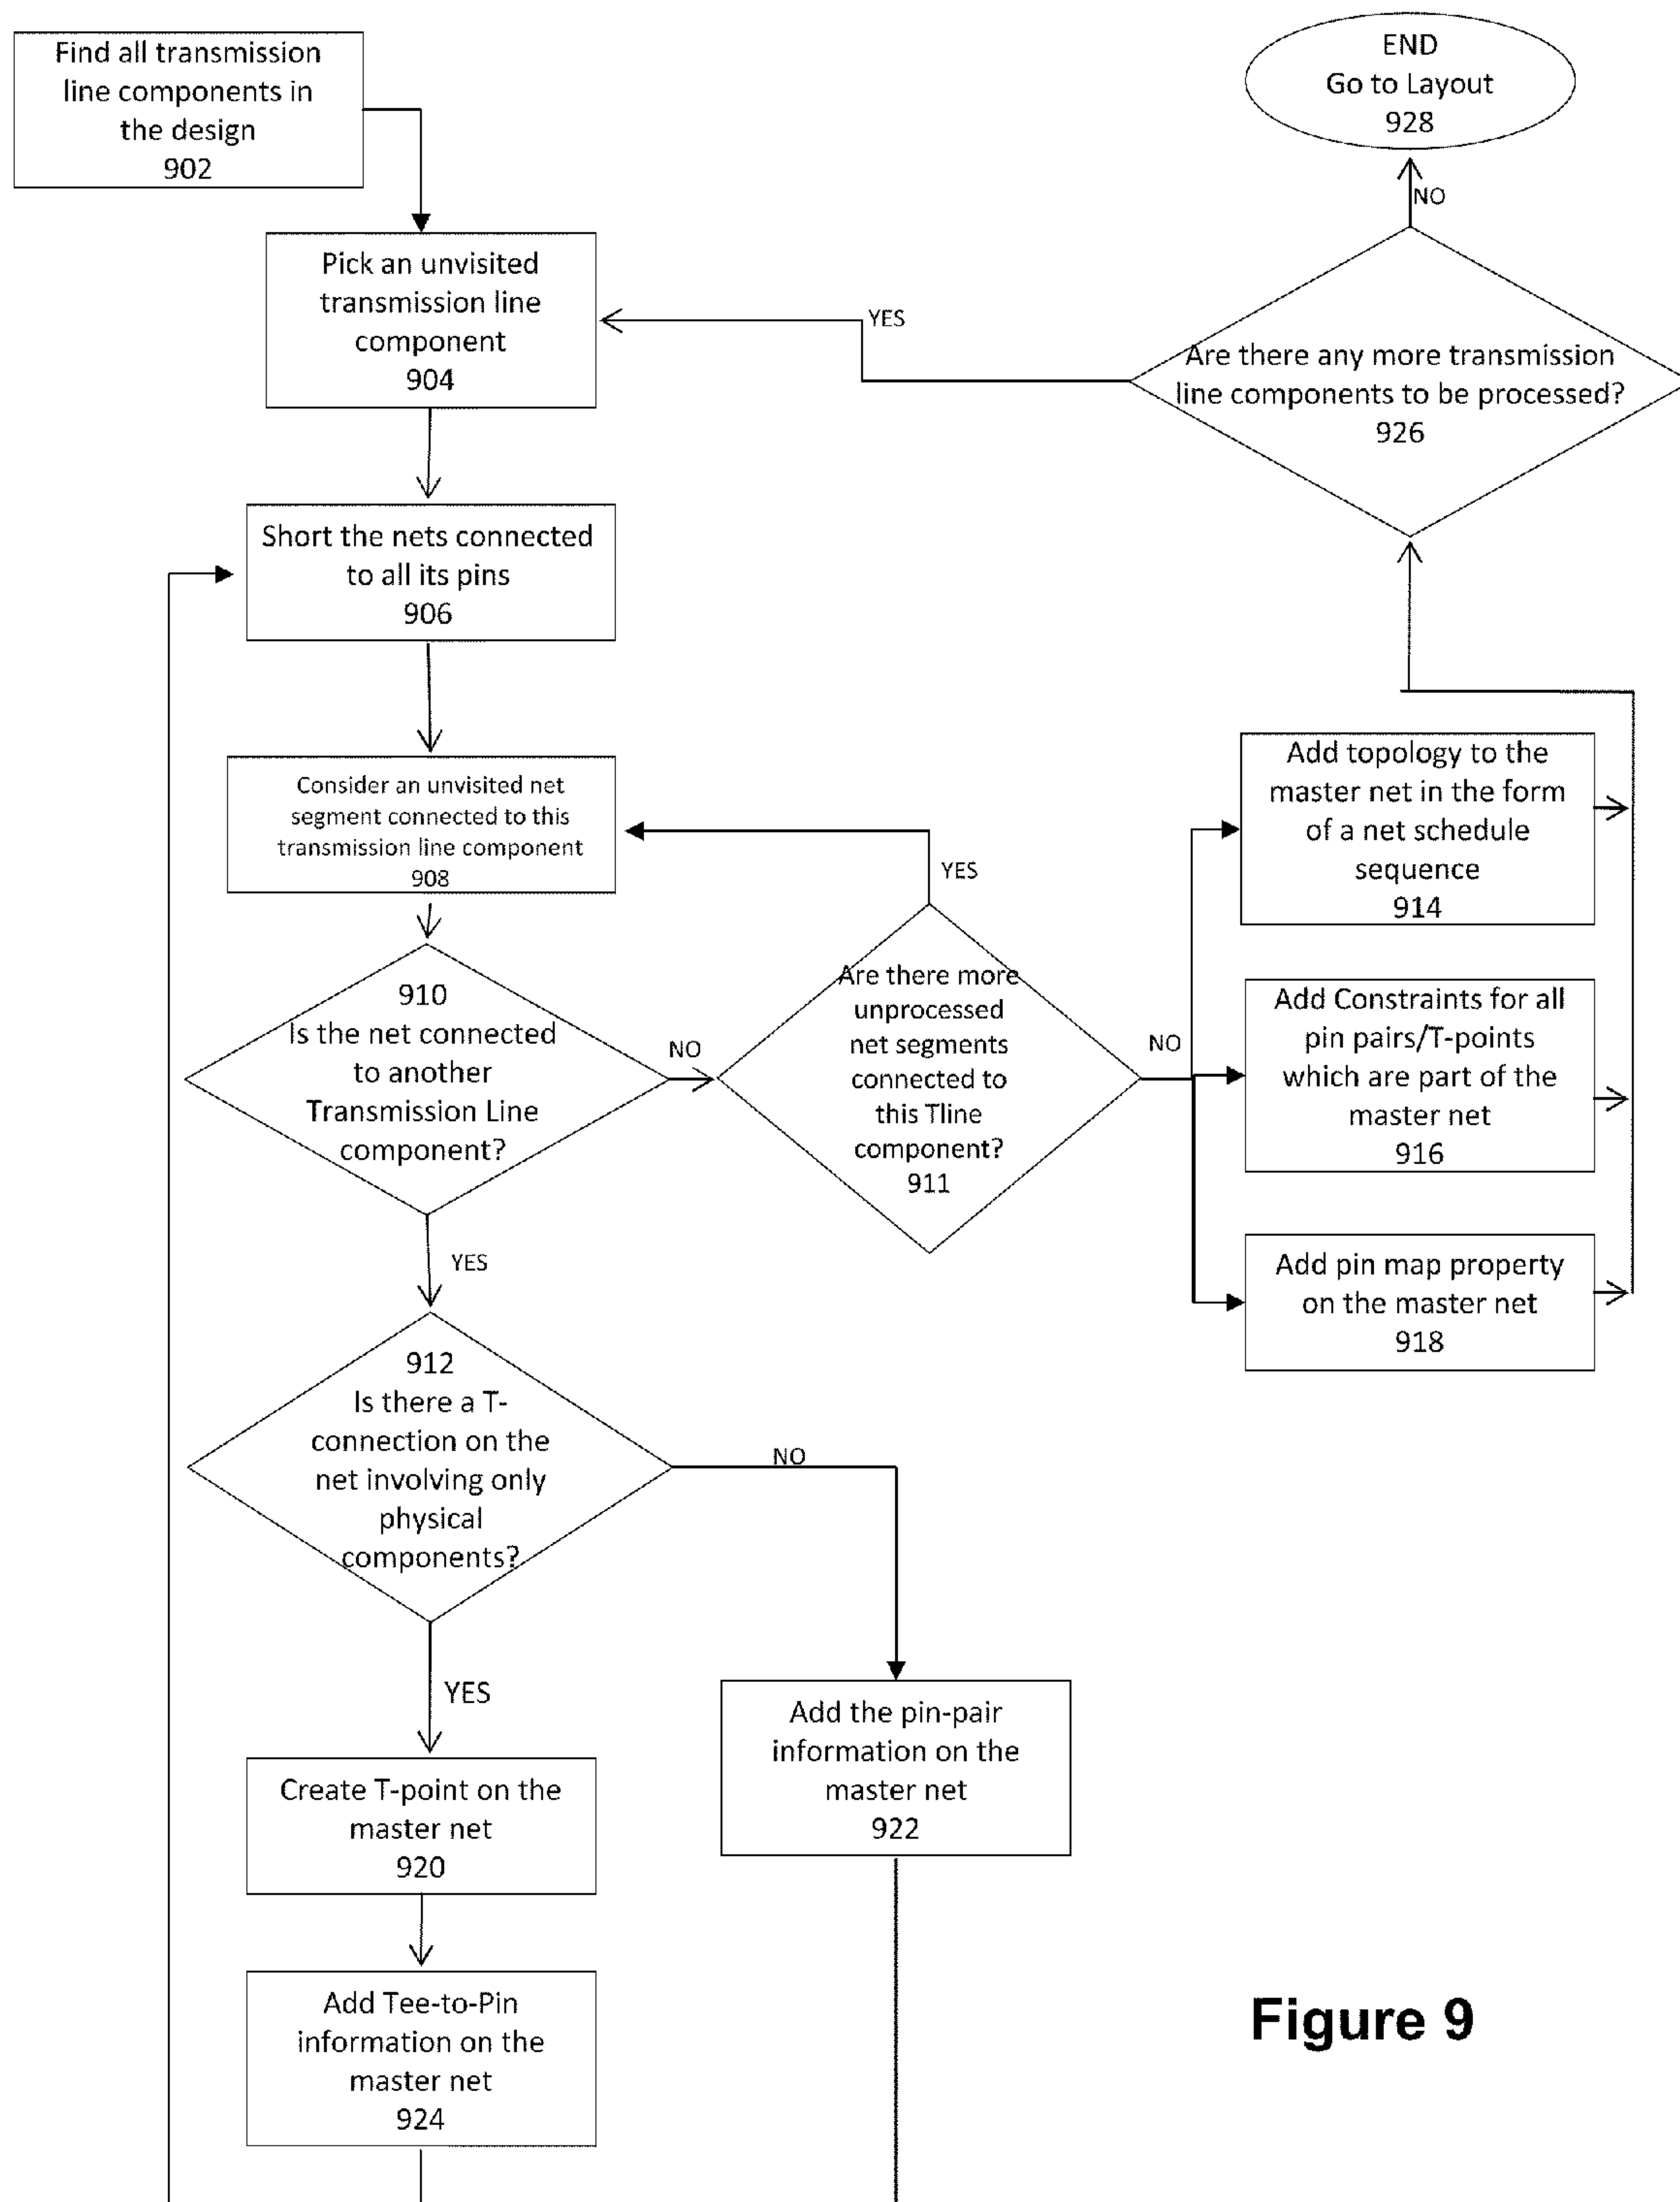 Find all transmission
line components in
the design
902
END
Go to Layout
928
NO
Pick an unvisited
transmission line
component
904
YES
Are there any more transmission
line components to be processed?
926
Short the nets connected
to all its pins
906
Consider an unvisited net
segment connected to this
transmission line component
908
YES
Add topology to the
master net in the form
of a net schedule
sequence
914
910
Is the net connected
to another
Transmission Line
component?
NO
Are there more
unprocessed
net segments
connected to
this Tline
component?
911
NO
Add Constraints for all
pin pairs/T-points
which are part of the
master net
916
YES
Add pin map property
on the master net
918
912
Is there a T-
connection on the
net involving only
physical
components?
NO
YES
Add the pin-pair
information on the
master net
922
Create T-point on the
master net
920
Add Tee-to-Pin
information on the
master net
924
Figure 9